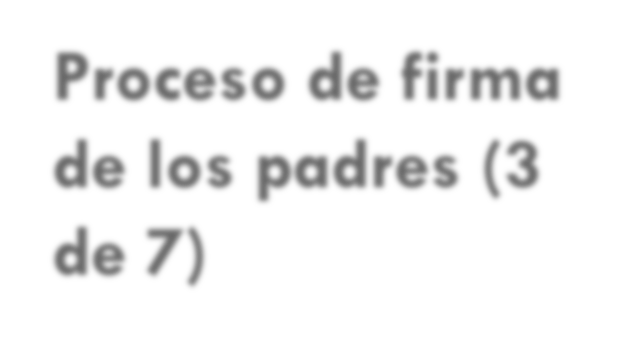 Proceso de firma
de los padres (3
de 7)